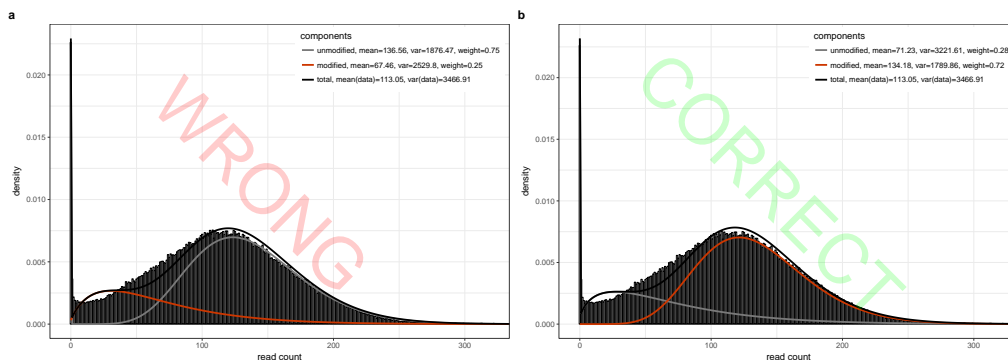 a
components
unmodified, mean=136.56, var=1876.47, weight=0.75
modified, mean=67.46, var=2529.8, weight=0.25
total, mean(data)=113.05, var(data)=3466.91
WRONG
density
0.020
0.015
0.010
0.005
0.000
0 100 200 300
read count
b
components
unmodified, mean=71.23, var=3221.61, weight=0.28
modified, mean=134.18, var=1789.86, weight=0.72
total, mean(data)=113.05, var(data)=3466.91
CORRECT
density
0.020
0.015
0.010
0.005
0.000
0 100 200 300
read count